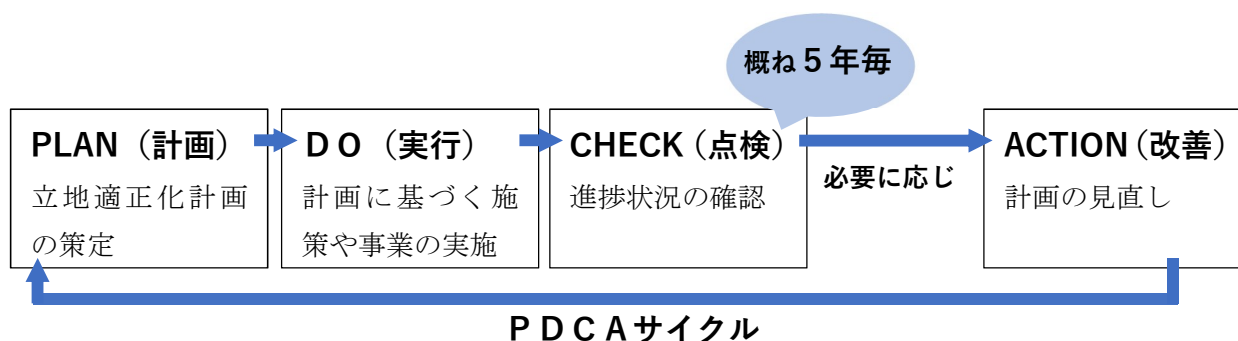 概ね５年毎
PLAN（計画）
立地適正化計画
の策定
ＤＯ（実行）
計画に基づく施
策や事業の実施
CHECK（点検）
進捗状況の確認
必要に応じ
ACTION（改善）
計画の見直し
ＰＤＣＡサイクル